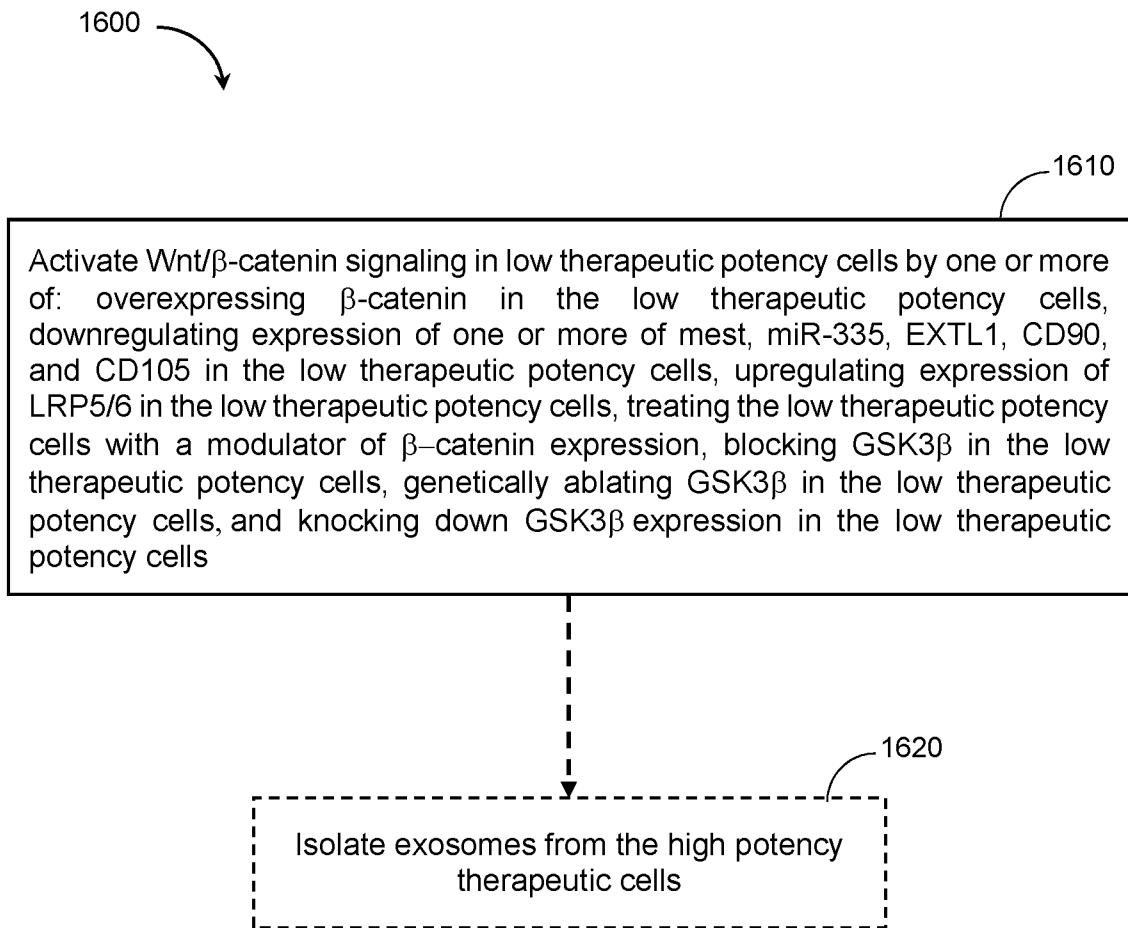 1600
1610
Activate Wnt/β-catenin signaling in low therapeutic potency cells by one or more
of: overexpressing β-catenin in the low therapeutic potency cells,
downregulating expression of one or more of mest, miR-335, EXTL1, CD90,
and CD105 in the low therapeutic potency cells, upregulating expression of
LRP5/6 in the low therapeutic potency cells, treating the low therapeutic potency
cells with a modulator of β–catenin expression, blocking GSK3β in the low
therapeutic potency cells, genetically ablating GSK3β in the low therapeutic
potency cells, and knocking down GSK3β expression in the low therapeutic
potency cells
1620
Isolate exosomes from the high potency
therapeutic cells